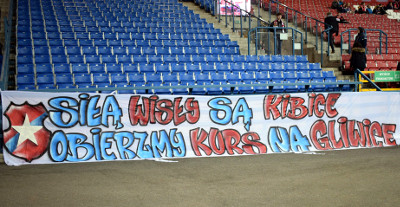 SIŁĄ WISŁY SĄ KIBICE
OBIERZMY KURS NA GLIWICE